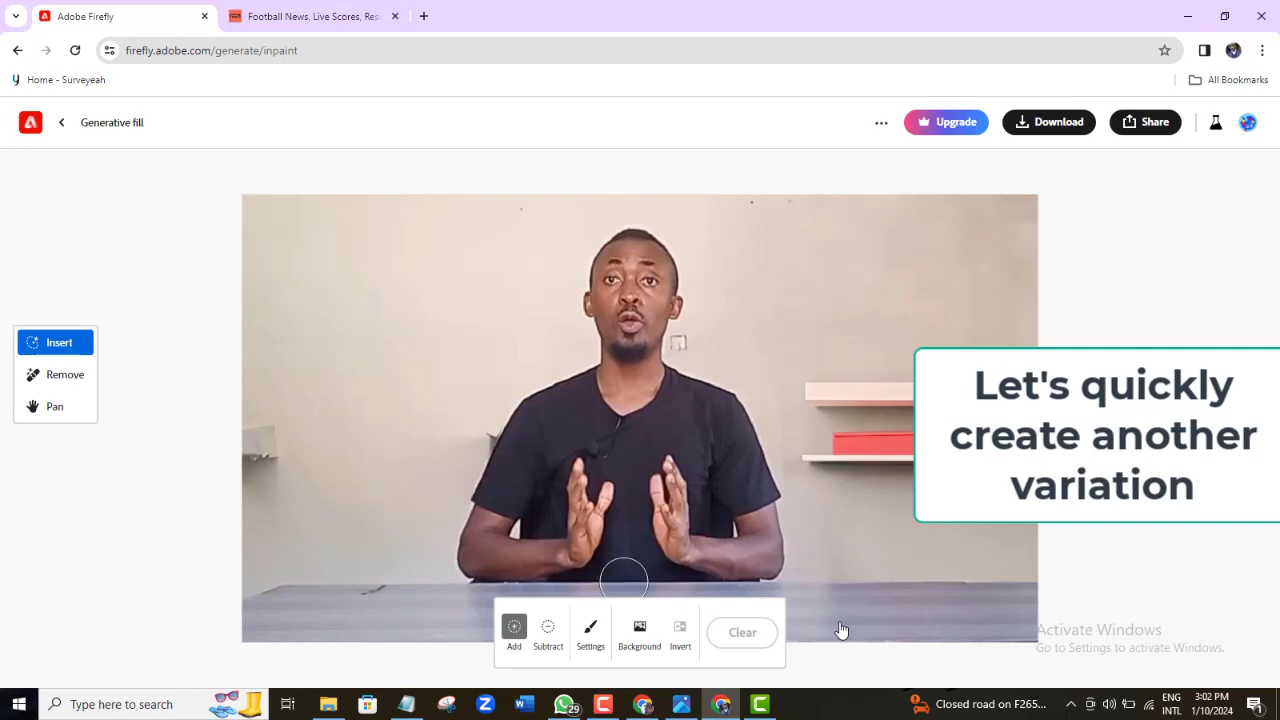 Adobe Firefly
Football News, Live Scores, Res
firefly.adobe.com/generate/inpaint
Home - Surveyeah
All Bookmarks
Generative fill
Upgrade
Download
Share
Insert
Remove
Pan
Let's quickly
create another
variation
Add
Subtract
Settings
Background
Invert
Clear
Activate Windows
Go to Settings to activate Windows.
Type here to search
29
Closed road on F265...
ENG
INTL
3:02 PM
1/10/2024
1